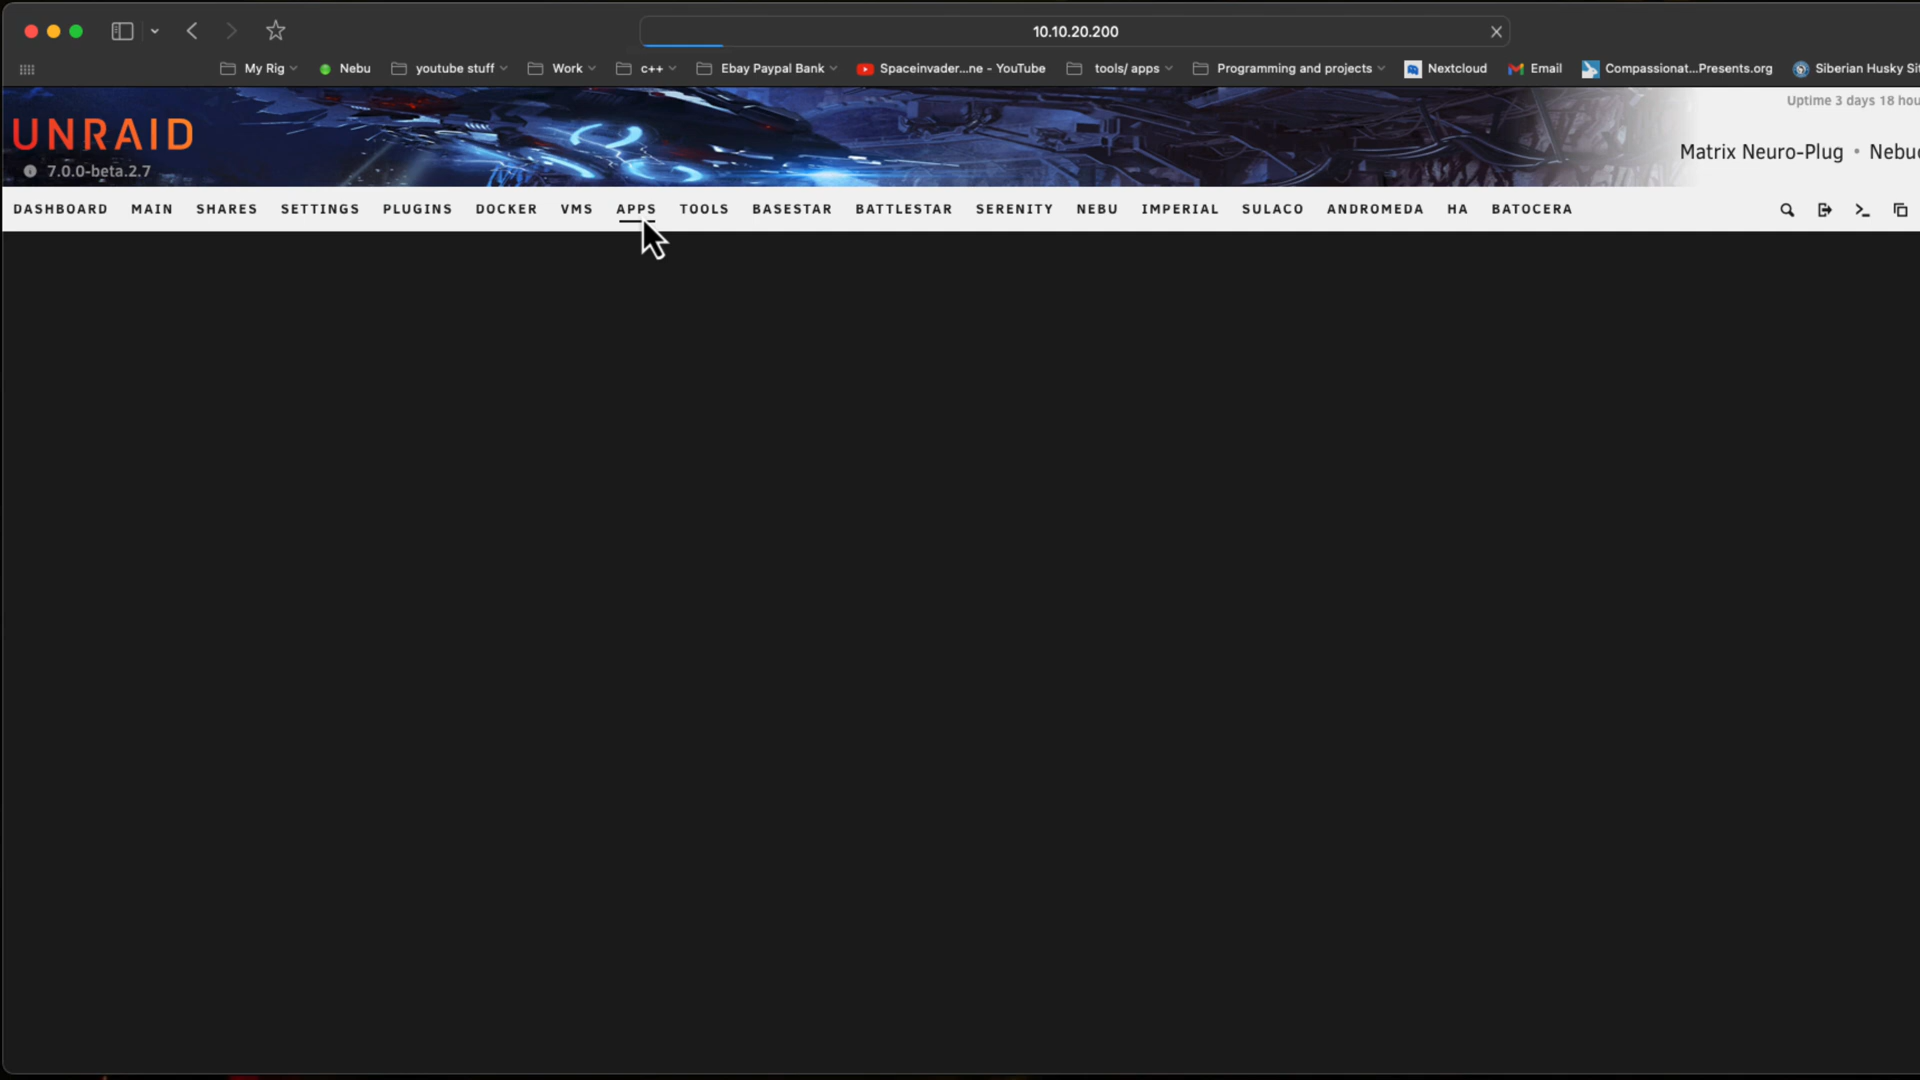 10.10.20.200
My Rig Nebu youtube stuff Work c++ Ebay Paypal Bank Spaceinvader...ne - YouTube tools/ apps Programming and projects Nextcloud Email Compassionat...Presents.org Siberian Husky Sit
Uptime 3 days 18 hou
UNRAID
Matrix Neuro-Plug • Nebuc
7.0.0-beta.2.7
DASHBOARD MAIN SHARES SETTINGS PLUGINS DOCKER VMS APPS TOOLS BASESTAR BATTLESTAR SERENITY NEBU IMPERIAL SULACO ANDROMEDA HA BATOCERA